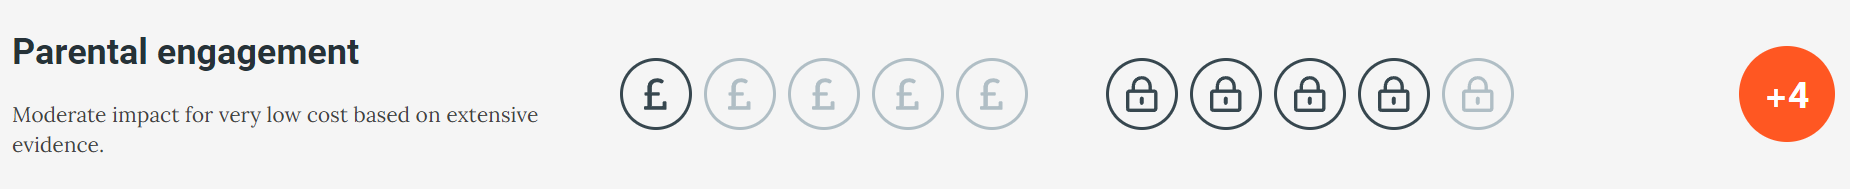 Parental engagement
Moderate impact for very low cost based on extensive
evidence.
£ £ £ £ £
+4